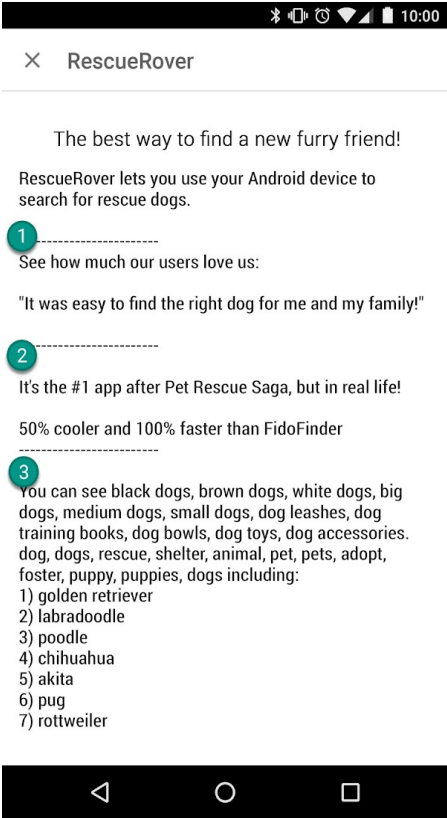 10:00
RescueRover
The best way to find a new furry friend!
RescueRover lets you use your Android device to
search for rescue dogs.
1
----------------------
See how much our users love us:
"It was easy to find the right dog for me and my family!"
----------------------
2
It's the #1 app after Pet Rescue Saga, but in real life!
50% cooler and 100% faster than FidoFinder
-------------------------
3
You can see black dogs, brown dogs, white dogs, big
dogs, medium dogs, small dogs, dog leashes, dog
training books, dog bowls, dog toys, dog accessories.
dog, dogs, rescue, shelter, animal, pet, pets, adopt,
foster, puppy, puppies, dogs including:
1) golden retriever
2) labradoodle
3) poodle
4) chihuahua
5) akita
6) pug
7) rottweiler